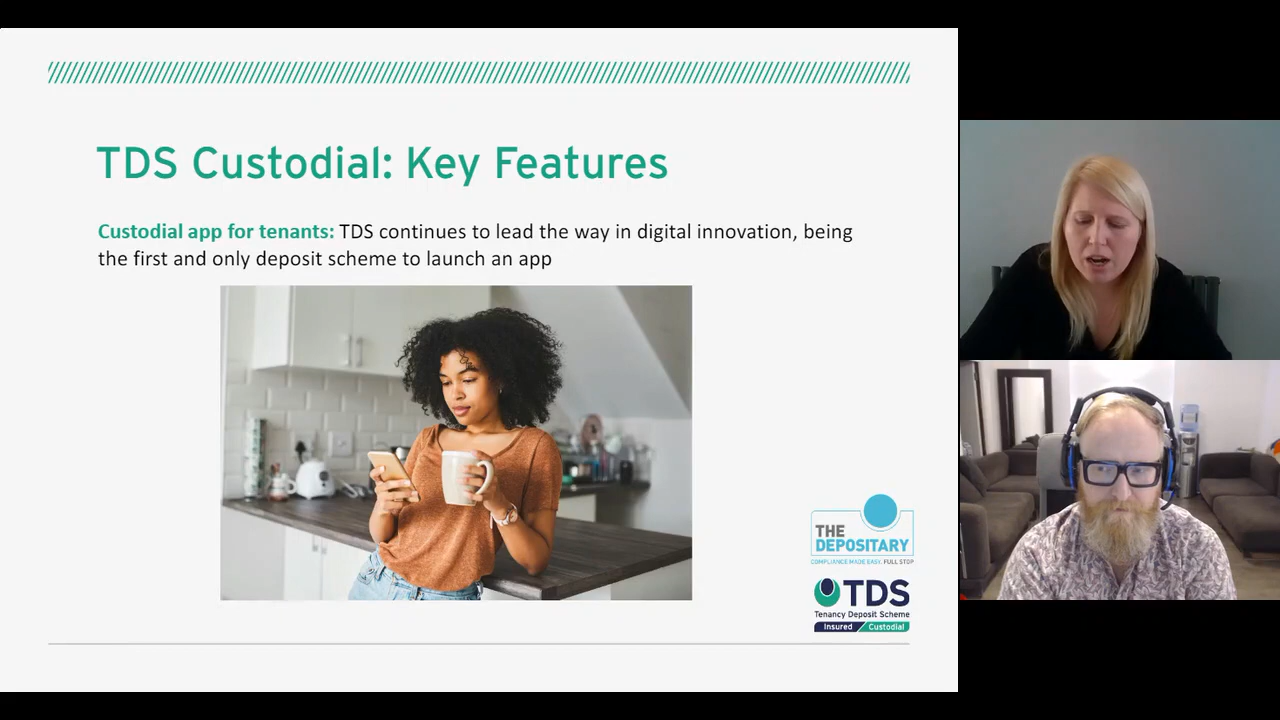 TDS Custodial: Key Features
Custodial app for tenants: TDS continues to lead the way in digital innovation, being
the first and only deposit scheme to launch an app
THE
DEPOSITARY
COMPLIANCE MADE EASY. FULL STOP
TDS
Tenancy Deposit Scheme
Insured Custodial